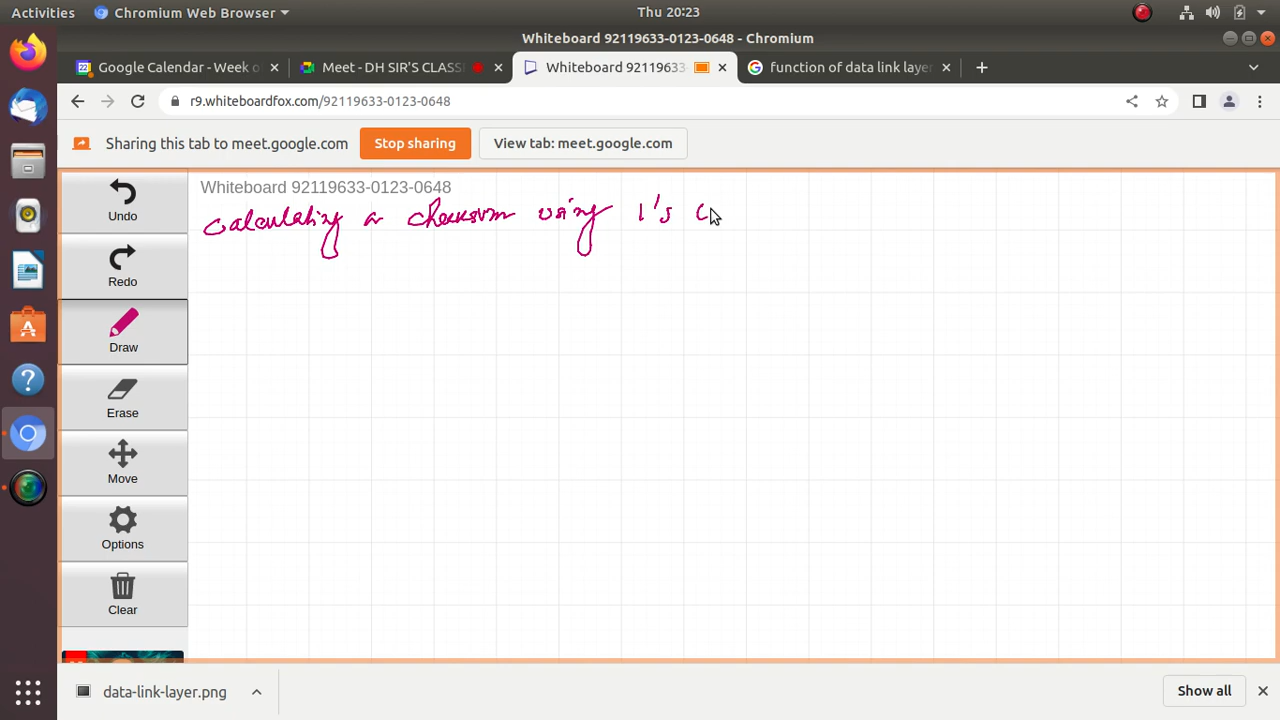 Activities
Chromium Web Browser
Thu 20:23
Whiteboard 92119633-0123-0648 - Chromium
Google Calendar - Week o
Meet - DH SIR'S CLASS
Whiteboard 92119633
function of data link laye
r9.whiteboardfox.com/92119633-0123-0648
Sharing this tab to meet.google.com
Stop sharing
View tab: meet.google.com
Whiteboard 92119633-0123-0648
calculating a checksum using 1's C
Undo
Redo
Draw
Erase
Move
Options
Clear
data-link-layer.png
Show all